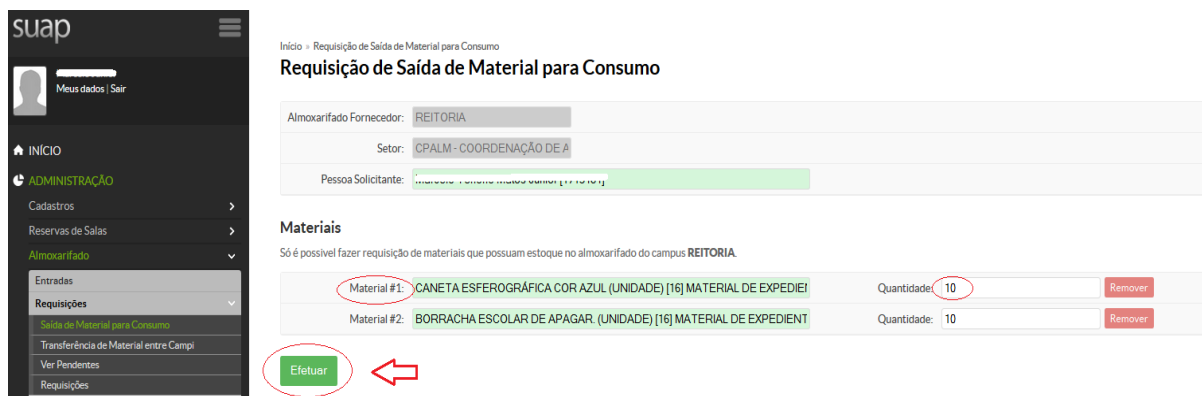 suap
Meus dados | Sair
INÍCIO
ADMINISTRAÇÃO
Cadastros
Reservas de Salas
Almoxarifado
Entradas
Requisições
Saída de Material para Consumo
Transferência de Material entre Campi
Ver Pendentes
Requisições
Início » Requisição de Saída de Material para Consumo
Requisição de Saída de Material para Consumo
Almoxarifado Fornecedor: REITORIA
Setor: CPALM - COORDENAÇÃO DE A
Pessoa Solicitante:
Materiais
Só é possivel fazer requisição de materiais que possuam estoque no almoxarifado do campus REITORIA.
Material #1: CANETA ESFEROGRÁFICA COR AZUL (UNIDADE) [16] MATERIAL DE EXPEDIEN Quantidade: 10 Remover
Material #2: BORRACHA ESCOLAR DE APAGAR. (UNIDADE) [16] MATERIAL DE EXPEDIENT Quantidade: 10 Remover
Efetuar